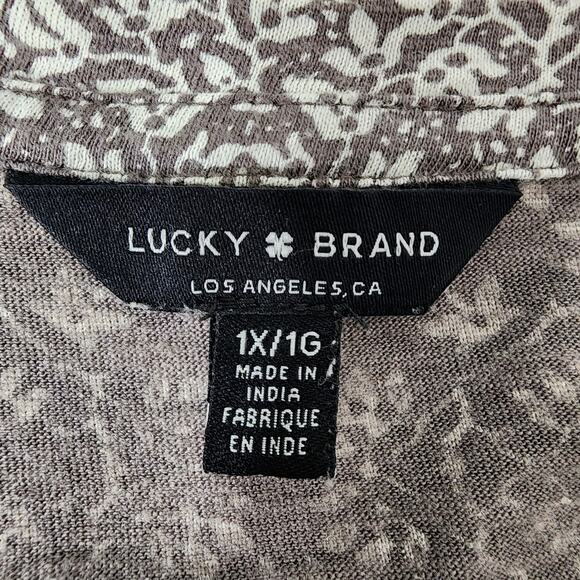 LUCKY BRAND
LOS ANGELES, CA
1X/1G
MADE IN
INDIA
FABRIQUE
EN INDE